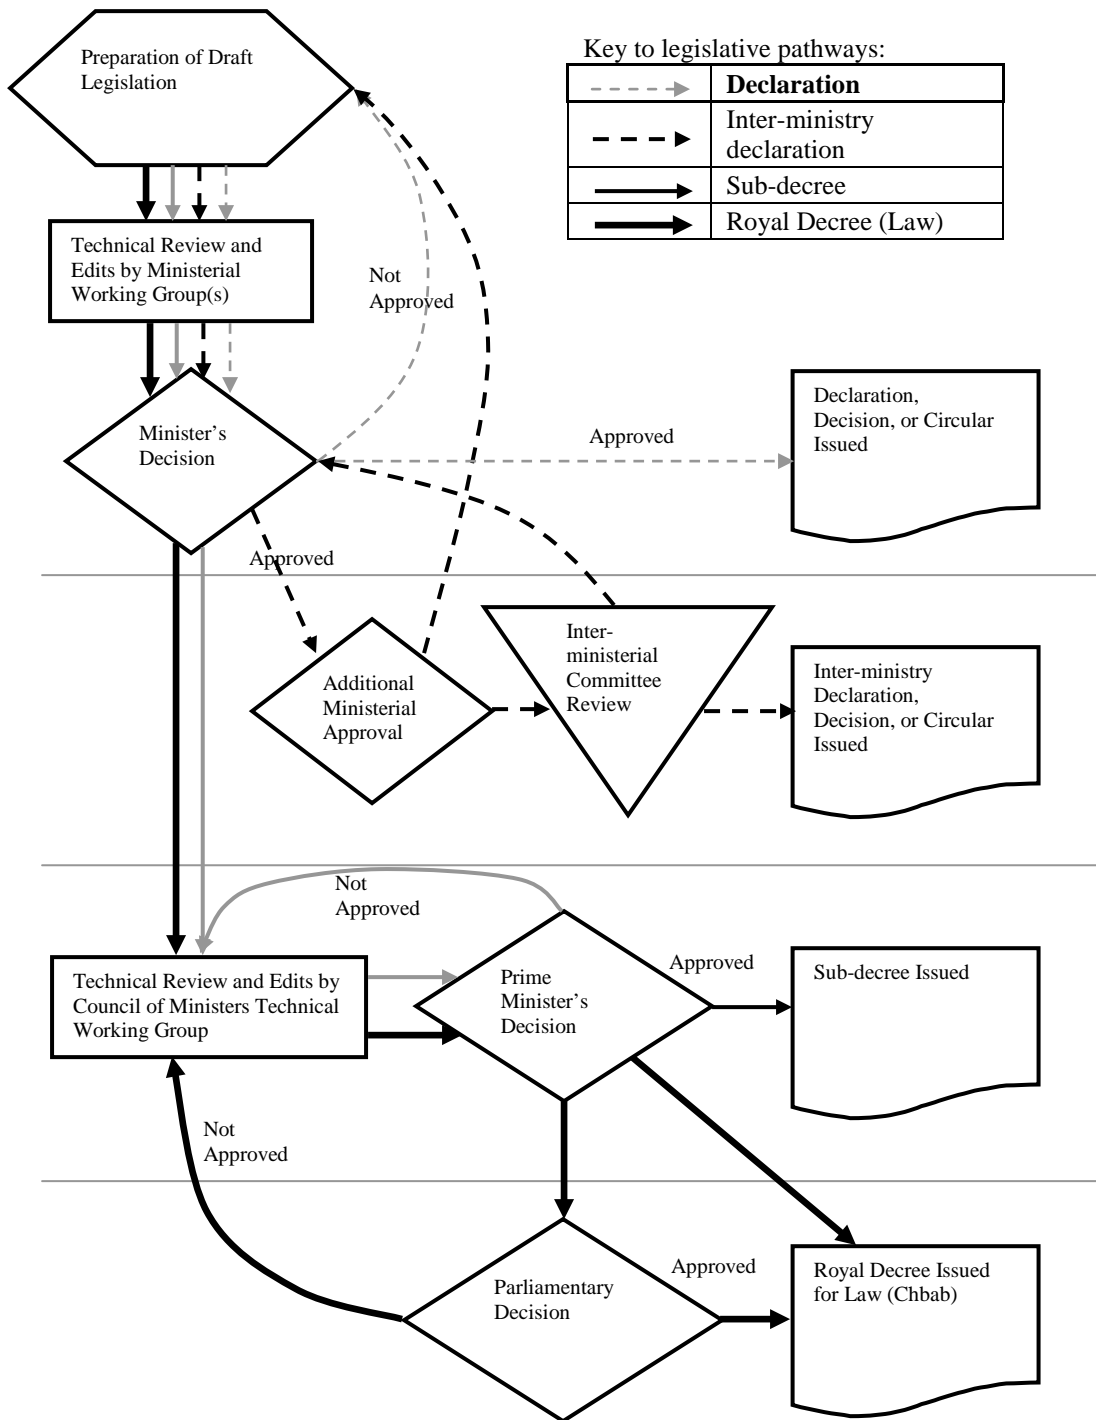 Preparation of Draft
Legislation
Key to legislative pathways:
Declaration
Inter-ministry
declaration
Sub-decree
Royal Decree (Law)
Technical Review and
Edits by Ministerial
Working Group(s)
Not
Approved
Minister’s
Decision
Approved
Declaration,
Decision, or Circular
Issued
Approved
Additional
Ministerial
Approval
Inter-
ministerial
Committee
Review
Inter-ministry
Declaration,
Decision, or Circular
Issued
Not
Approved
Technical Review and Edits by
Council of Ministers Technical
Working Group
Prime
Minister’s
Decision
Approved
Sub-decree Issued
Not
Approved
Parliamentary
Decision
Approved
Royal Decree Issued
for Law (Chbab)